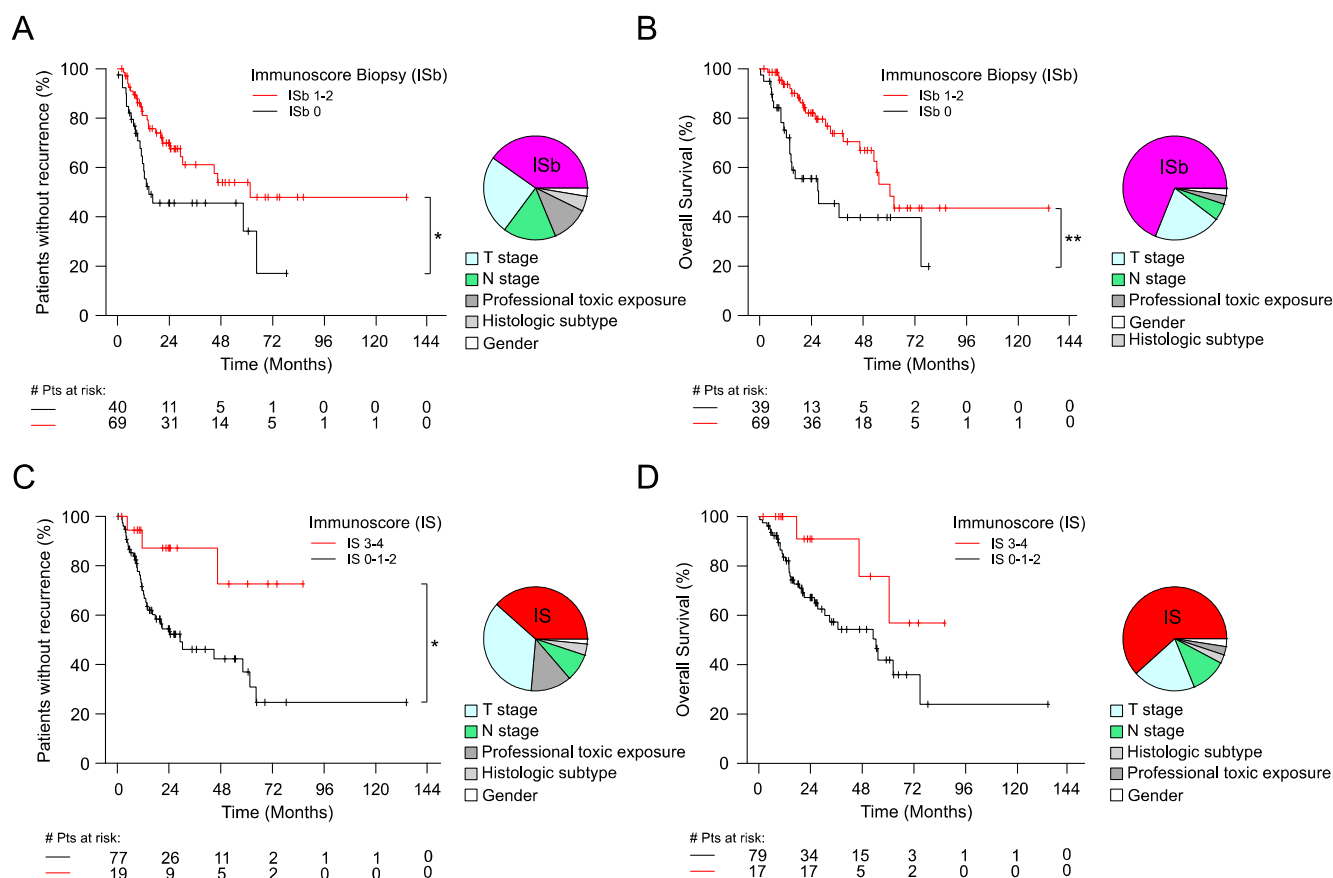 A
Immunoscore Biopsy (ISb)
ISb 1-2
ISb 0
Patients without recurrence (%)
100
80
60
40
20
0
*
ISb
T stage
N stage
Professional toxic exposure
Histologic subtype
Gender
0 24 48 72 96 120 144
Time (Months)
# Pts at risk:
40 11 5 1 0 0 0
69 31 14 5 1 1 0
B
Immunoscore Biopsy (ISb)
ISb 1-2
ISb 0
Overall Survival (%)
100
80
60
40
20
0
**
ISb
T stage
N stage
Professional toxic exposure
Gender
Histologic subtype
0 24 48 72 96 120 144
Time (Months)
# Pts at risk:
39 13 5 2 0 0 0
69 36 18 5 1 1 0
C
Immunoscore (IS)
IS 3-4
IS 0-1-2
Patients without recurrence (%)
100
80
60
40
20
0
*
IS
T stage
N stage
Professional toxic exposure
Histologic subtype
Gender
0 24 48 72 96 120 144
Time (Months)
# Pts at risk:
77 26 11 2 1 1 0
19 9 5 2 0 0 0
D
Immunoscore (IS)
IS 3-4
IS 0-1-2
Overall Survival (%)
100
80
60
40
20
0
IS
T stage
N stage
Histologic subtype
Professional toxic exposure
Gender
0 24 48 72 96 120 144
Time (Months)
# Pts at risk:
79 34 15 3 1 1 0
17 17 5 2 0 0 0